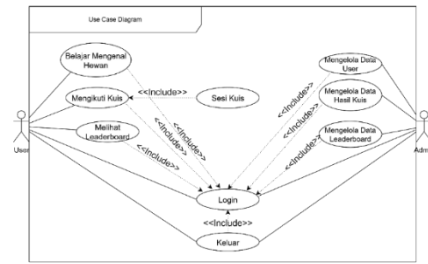 Use Case Diagram
Belajar Mengenal
Hewan
Mengelola Data
User
<<Include>>
<<Include>>
Mengikuti Kuis
Sesi Kuis
Mengelola Data
Hasil Kuis
<<Include>>
<<Include>>
<<Include>>
Melihat
Leaderboard
Mengelola Data
Leaderboard
<<Include>>
<<Include>>
User
Adm
Login
<<Include>>
Keluar